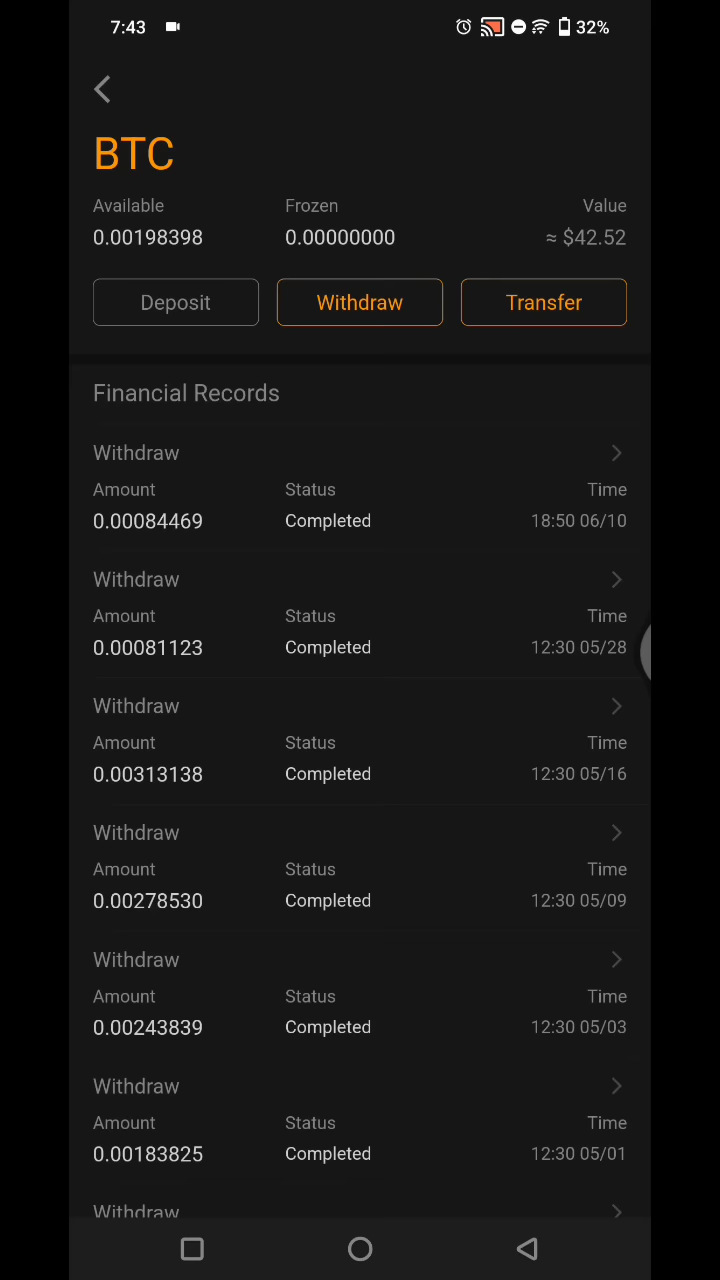 7:43 32%
BTC
Available Frozen Value
0.00198398 0.00000000 ≈ $42.52
Deposit Withdraw Transfer
Financial Records
Withdraw
Amount Status Time
0.00084469 Completed 18:50 06/10
Withdraw
Amount Status Time
0.00081123 Completed 12:30 05/28
Withdraw
Amount Status Time
0.00313138 Completed 12:30 05/16
Withdraw
Amount Status Time
0.00278530 Completed 12:30 05/09
Withdraw
Amount Status Time
0.00243839 Completed 12:30 05/03
Withdraw
Amount Status Time
0.00183825 Completed 12:30 05/01
Withdraw